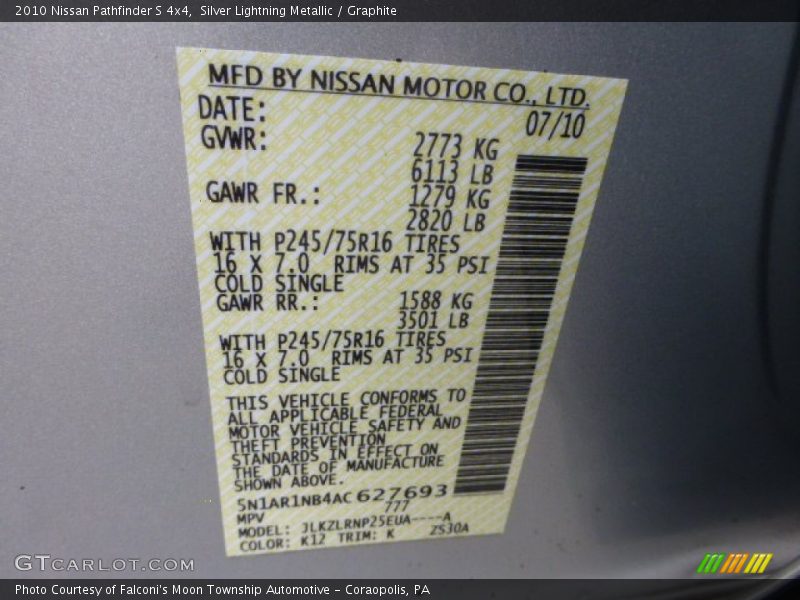 2010 Nissan Pathfinder S 4x4,  Silver Lightning Metallic / Graphite
MFD BY NISSAN MOTOR CO., LTD.
DATE: 07/10
GVWR: 2773 KG
6113 LB
GAWR FR.: 1279 KG
2820 LB
WITH P245/75R16 TIRES
16 X 7.0 RIMS AT 35 PSI
COLD SINGLE
GAWR RR.: 1588 KG
3501 LB
WITH P245/75R16 TIRES
16 X 7.0 RIMS AT 35 PSI
COLD SINGLE
THIS VEHICLE CONFORMS TO
ALL APPLICABLE FEDERAL
MOTOR VEHICLE SAFETY AND
THEFT PREVENTION
STANDARDS IN EFFECT ON
THE DATE OF MANUFACTURE
SHOWN ABOVE.
5N1AR1NB4AC627693
MPV 777
MODEL: JLKZLRNP25EUA----A
COLOR: K12 TRIM: K ZS30A
GTCARCOM.COM
Photo Courtesy of Falconi's Moon Township Automotive – Coraopolis, PA